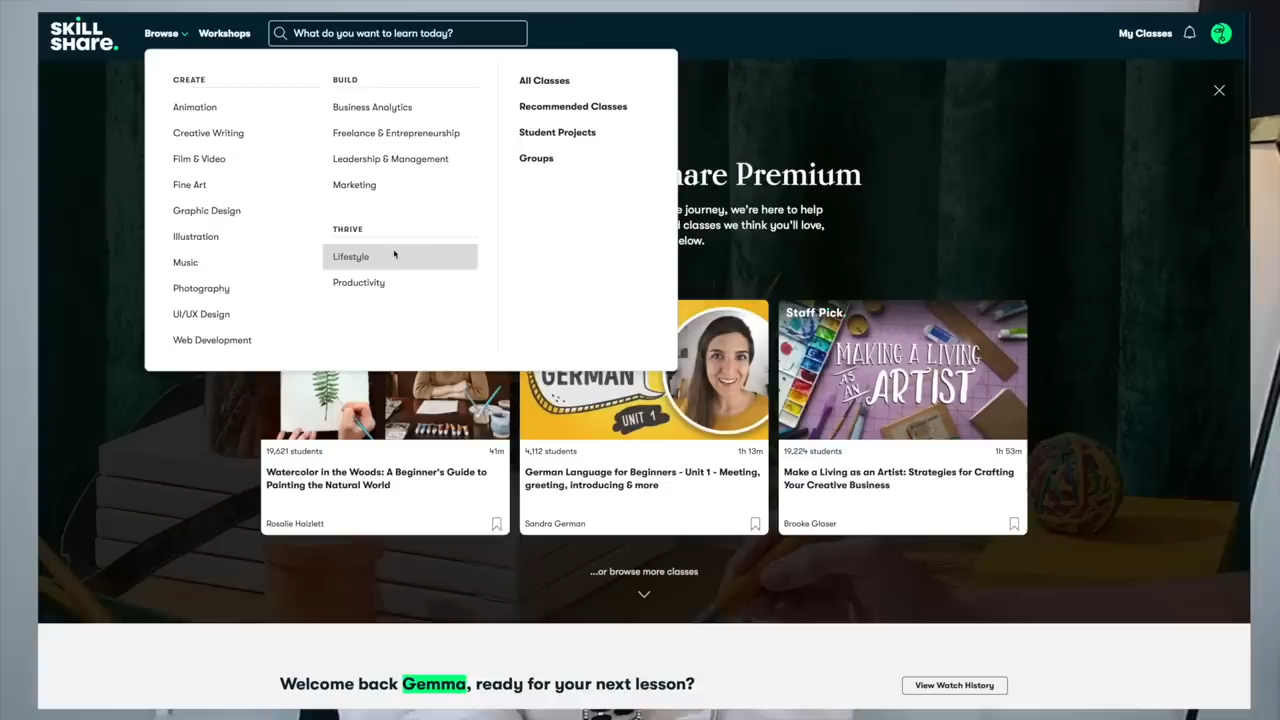 SKILL
SHARE.
Browse
Workshops
What do you want to learn today?
My Classes
CREATE
Animation
Creative Writing
Film & Video
Fine Art
Graphic Design
Illustration
Music
Photography
UI/UX Design
Web Development
BUILD
Business Analytics
Freelance & Entrepreneurship
Leadership & Management
Marketing
THRIVE
Lifestyle
Productivity
All Classes
Recommended Classes
Student Projects
Groups
Premium
journey, we're here to help
classes we think you'll love,
GERMAN
UNIT 1
Staff Pick.
MAKING A LIVING
AS AN
ARTIST
19,621 students
41m
Watercolor in the Woods: A Beginner's Guide to
Painting the Natural World
Rosalie Haizlett
4,112 students
1h 13m
German Language for Beginners - Unit 1 - Meeting,
greeting, introducing & more
Sandra German
19,224 students
1h 53m
Make a Living as an Artist: Strategies for Crafting
Your Creative Business
Brooke Glaser
...or browse more classes
Welcome back Gemma, ready for your next lesson?
View Watch History